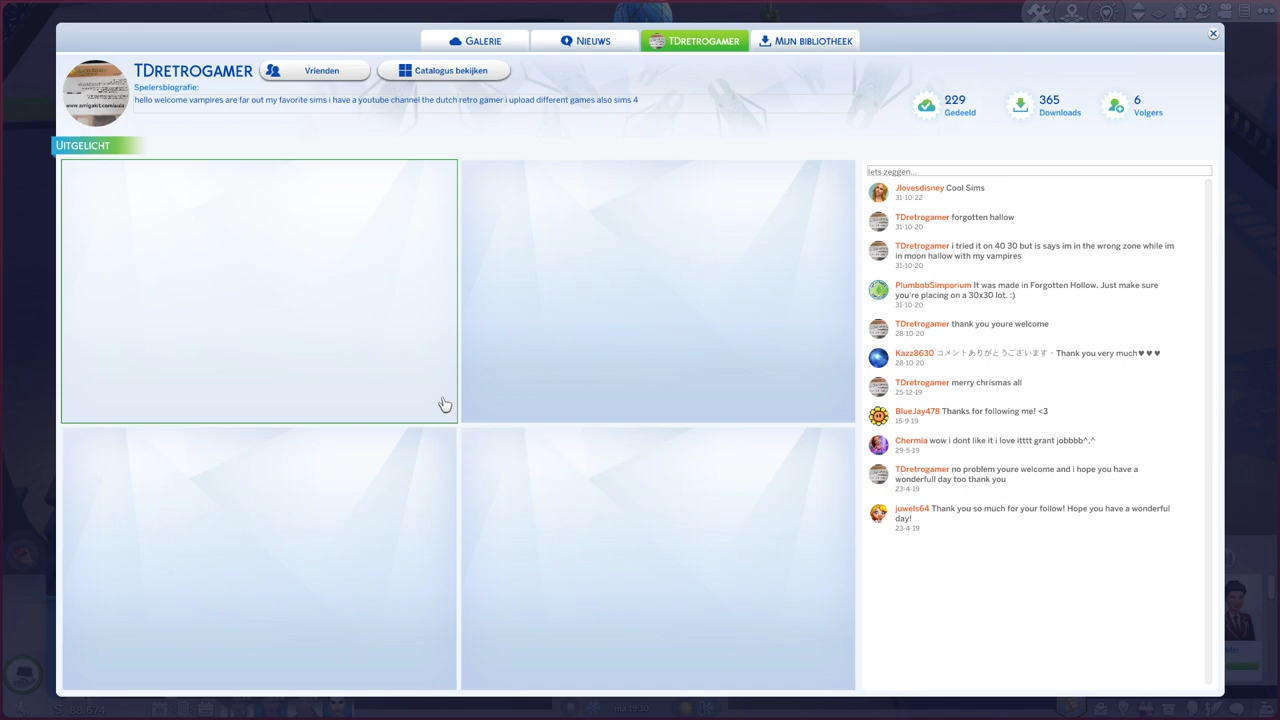 GALERIE
NIEUWS
TDRETROGAMER
MIJN BIBLIOTHEEK
TDRETROGAMER
Vrienden
Catalogus bekijken
Spelersbiografie:
hello welcome vampires are far out my favorite sims i have a youtube channel the dutch retro gamer i upload different games also sims 4
229
Gedeeld
365
Downloads
6
Volgers
UITGELICHT
Iets zeggen...
Jlovesdisney Cool Sims
31-10-22
TDretrogamer forgotten hallow
31-10-20
TDretrogamer i tried it on 40 30 but is says im in the wrong zone while im
in moon hallow with my vampires
31-10-20
PlumbobSimporium It was made in Forgotten Hollow. Just make sure
you're placing on a 30x30 lot. :)
31-10-20
TDretrogamer thank you youre welcome
28-10-20
Kazz8630 コメントありがとうございます・Thank you very much♥♥♥
28-10-20
TDretrogamer merry chrismas all
25-12-19
BlueJay478 Thanks for following me! <3
15-9-19
Chermia wow i dont like it i love itttt grant jobbbb^,^
29-5-19
TDretrogamer no problem youre welcome and i hope you have a
wonderfull day too thank you
23-4-19
juwels64 Thank you so much for your follow! Hope you have a wonderful
day!
23-4-19
88.674
ma 19:10